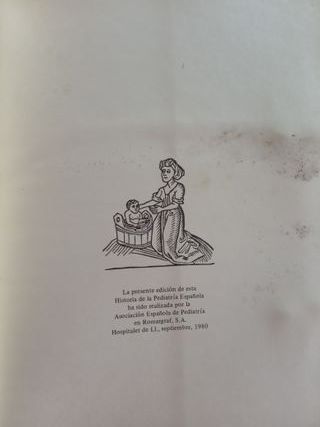 La presente edición de esta
Historia de la Pediatría Española
ha sido realizada por la
Asociación Española de Pediatría
en Romargraf, S.A.
Hospitalet de Ll., septiembre, 1980